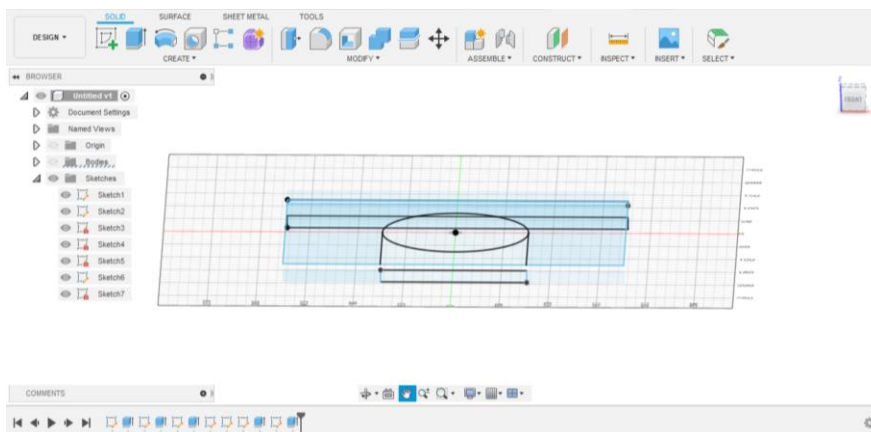 SOLID SURFACE SHEET METAL TOOLS
DESIGN
CREATE MODIFY ASSEMBLE CONSTRUCT INSPECT INSERT SELECT
BROWSER
Untitled v1
Document Settings
Named Views
Origin
Bodies
Sketches
Sketch1
Sketch2
Sketch3
Sketch4
Sketch5
Sketch6
Sketch7
FRONT
COMMENTS